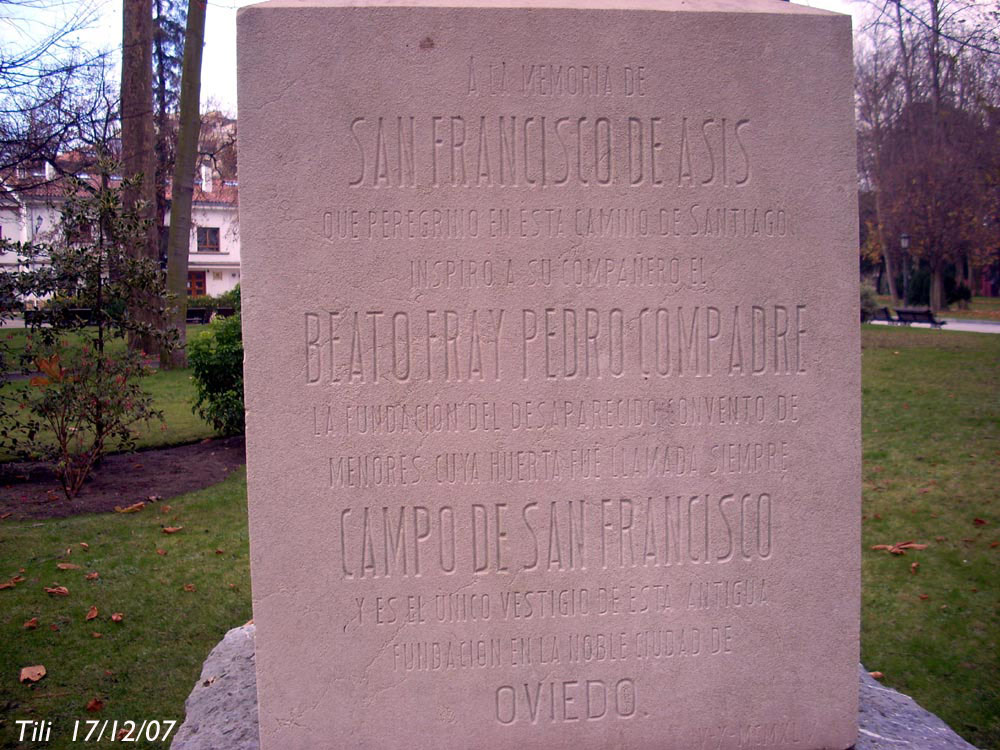 A LA MEMORIA DE
SAN FRANCISCO DE ASIS
QUE PEREGRINO EN ESTA CAMINO DE SANTIAGO
INSPIRO A SU COMPAÑERO EL
BEATO FRAY PEDRO COMPADRE
LA FUNDACION DEL DESAPARECIDO CONVENTO DE
MENORES CUYA HUERTA FUE LLAMADA SIEMPRE
CAMPO DE SAN FRANCISCO
Y ES EL UNICO VESTIGIO DE ESTA ANTIGUA
FUNDACION EN LA NOBLE CIUDAD DE
OVIEDO.
Tili 17/12/07